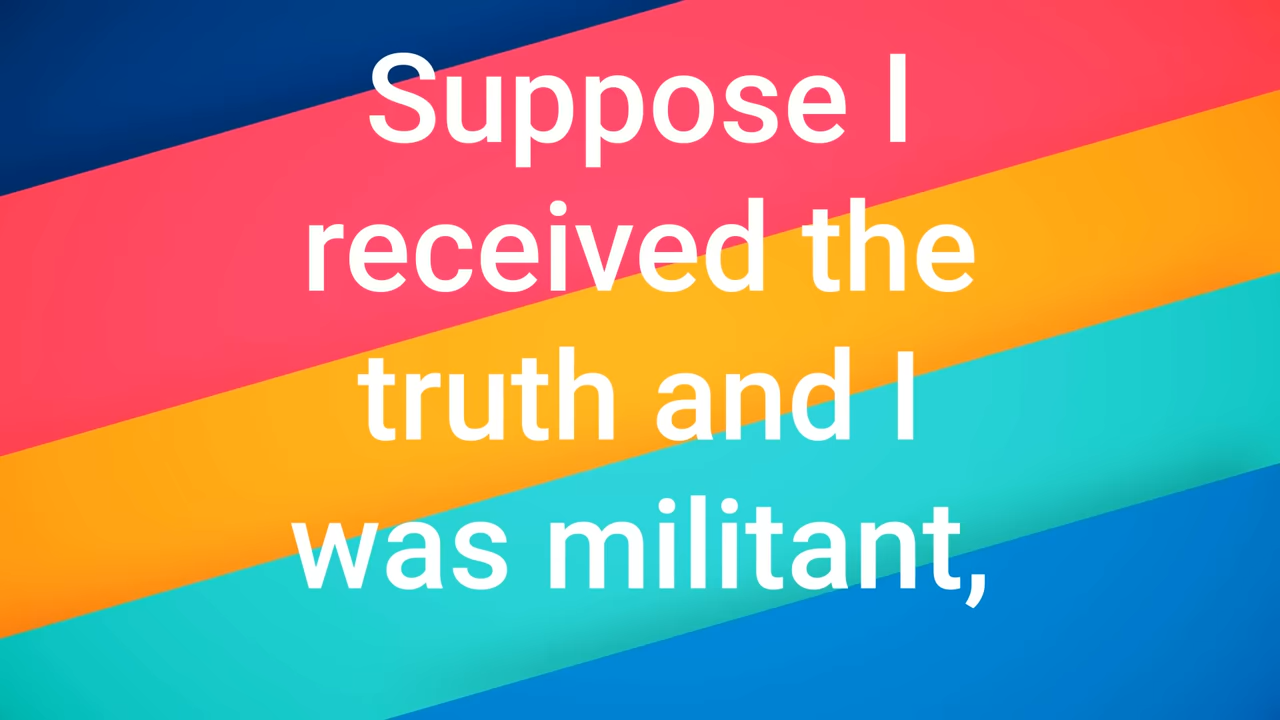 Suppose I
received the
truth and I
was militant,